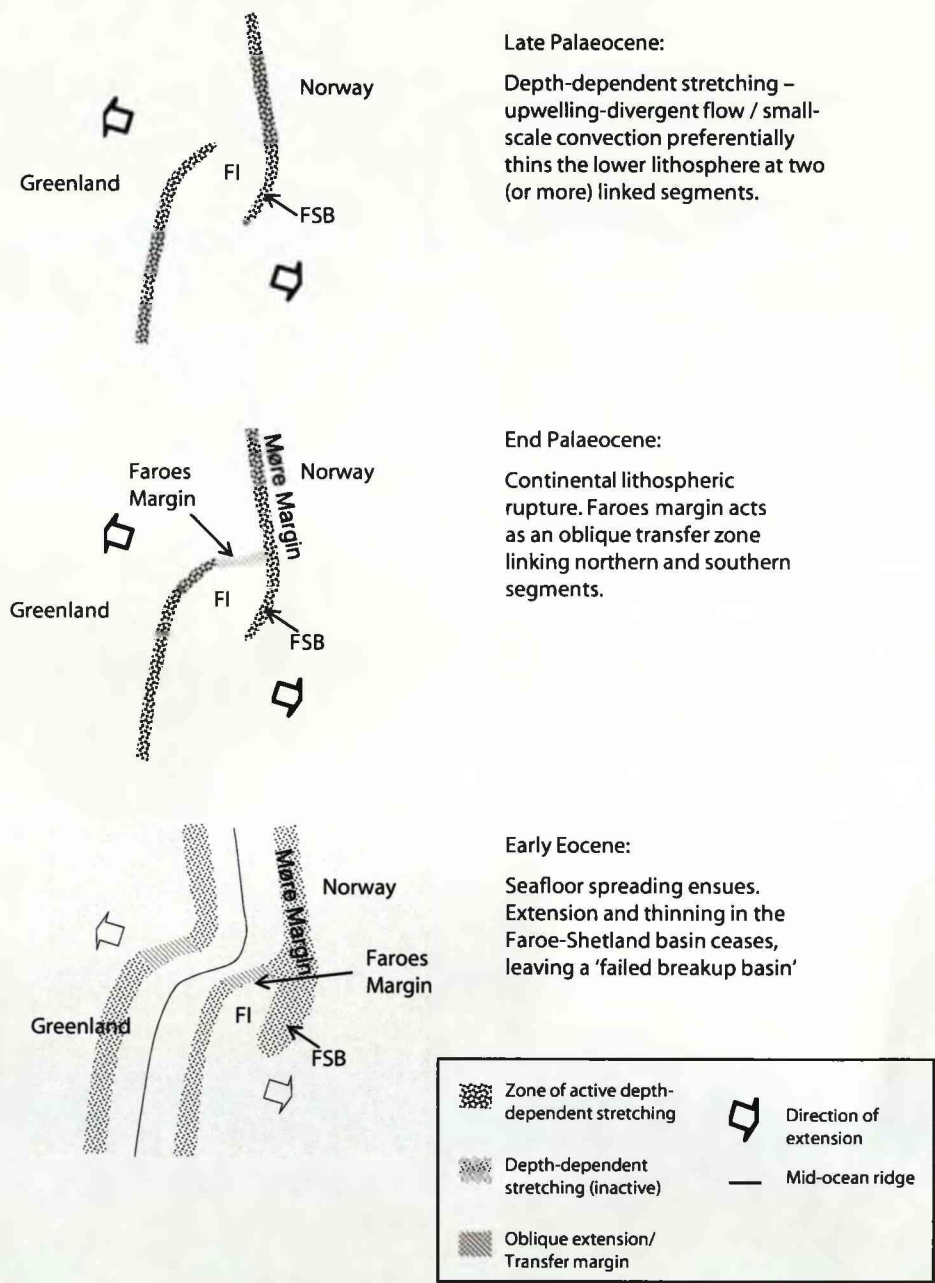 Late Palaeocene:
Depth-dependent stretching –
upwelling-divergent flow / small-
scale convection preferentially
thins the lower lithosphere at two
(or more) linked segments.
Norway
Greenland
FI
FSB
End Palaeocene:
Continental lithospheric
rupture. Faroes margin acts
as an oblique transfer zone
linking northern and southern
segments.
Faroes
Margin
Møre Margin
Norway
Greenland
FI
FSB
Early Eocene:
Seafloor spreading ensues.
Extension and thinning in the
Faroe-Shetland basin ceases,
leaving a 'failed breakup basin'
Møre Margin
Norway
Faroes
Margin
Greenland
FI
FSB
Zone of active depth-
dependent stretching
Depth-dependent
stretching (inactive)
Oblique extension/
Transfer margin
Direction of
extension
Mid-ocean ridge